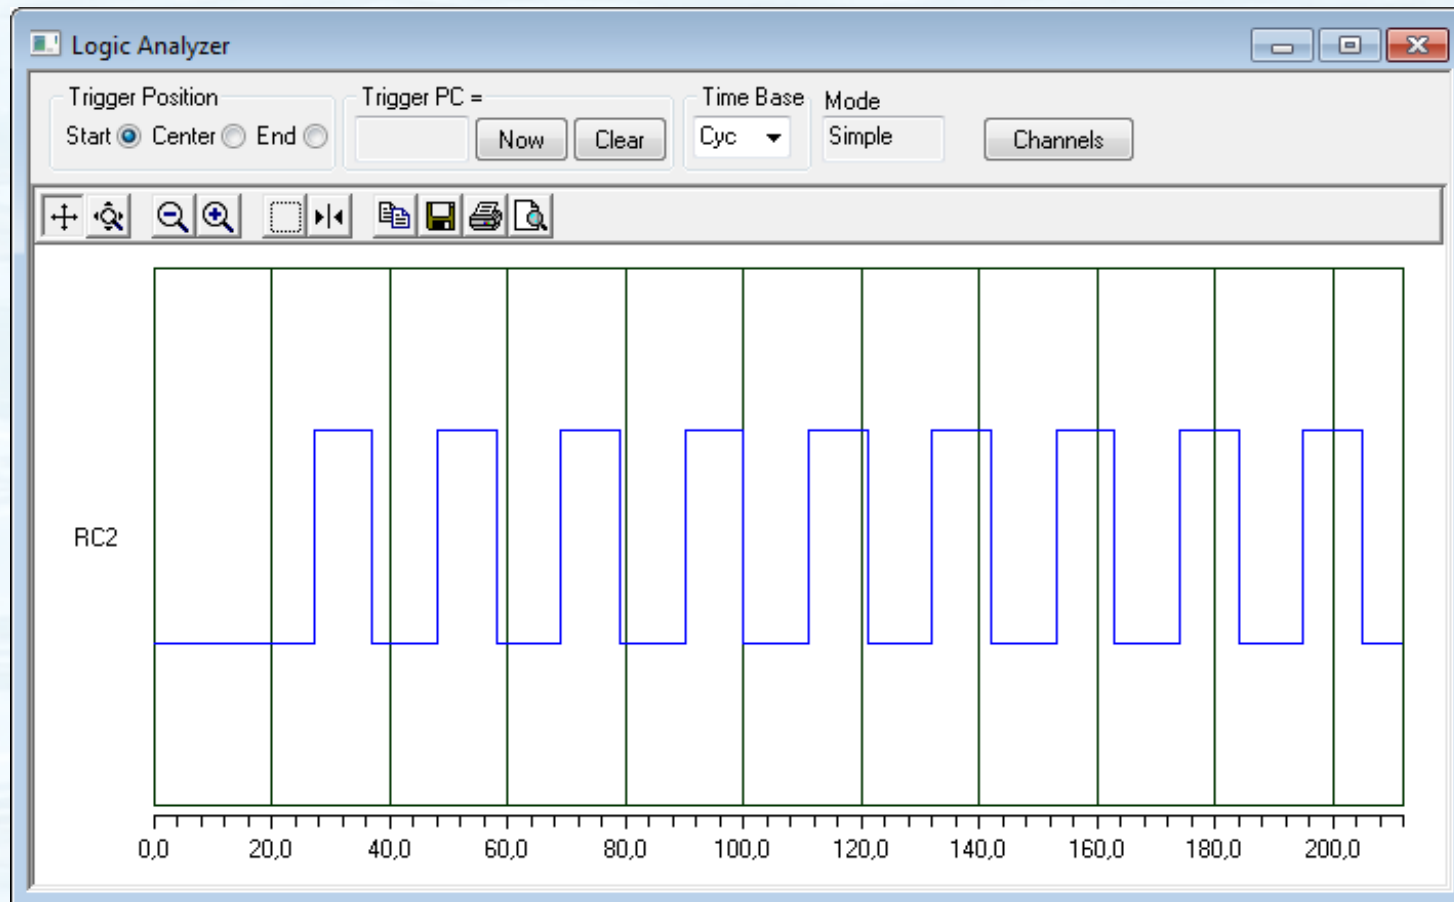 Logic Analyzer
Trigger Position
Trigger PC =
Time Base
Mode
Start Center End
Now
Clear
Cyc
Simple
Channels
RC2
0,0 20,0 40,0 60,0 80,0 100,0 120,0 140,0 160,0 180,0 200,0